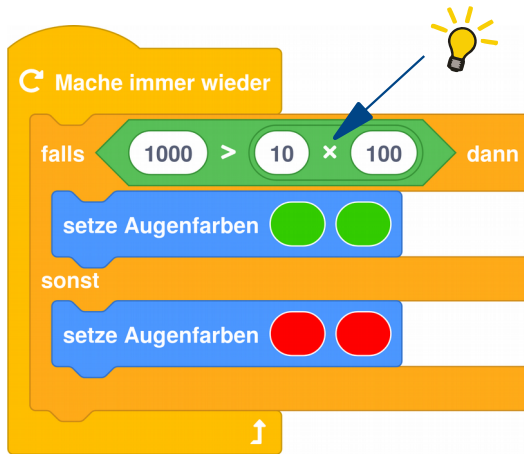 Mache immer wieder
falls 1000 > 10 × 100 dann
setze Augenfarben
sonst
setze Augenfarben